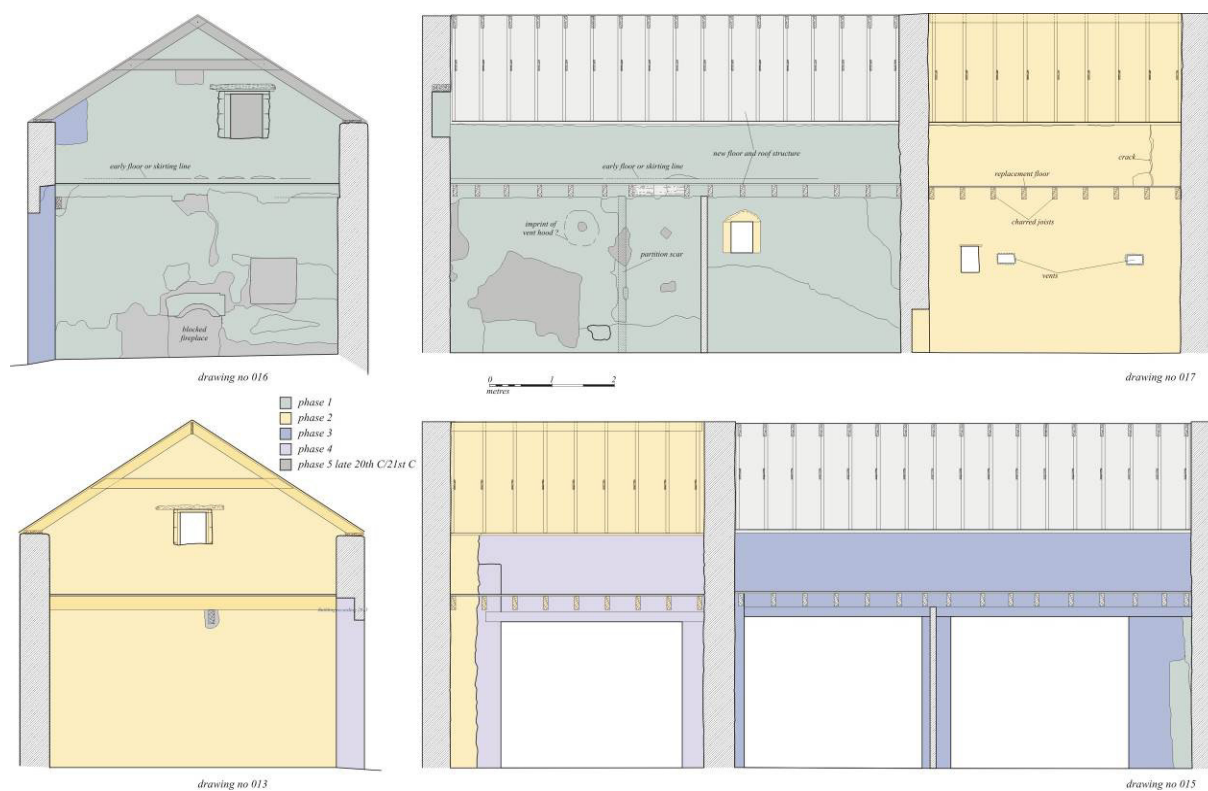 early floor or skirting line
blocked
fireplace
drawing no 016
new floor and roof structure
early floor or skirting line
imprint of
vent hood ?
partition scar
crack
replacement floor
charred joists
vents
0 1 2
metres
drawing no 017
phase 1
phase 2
phase 3
phase 4
phase 5 late 20th C/21st C
drawing no 013
drawing no 015